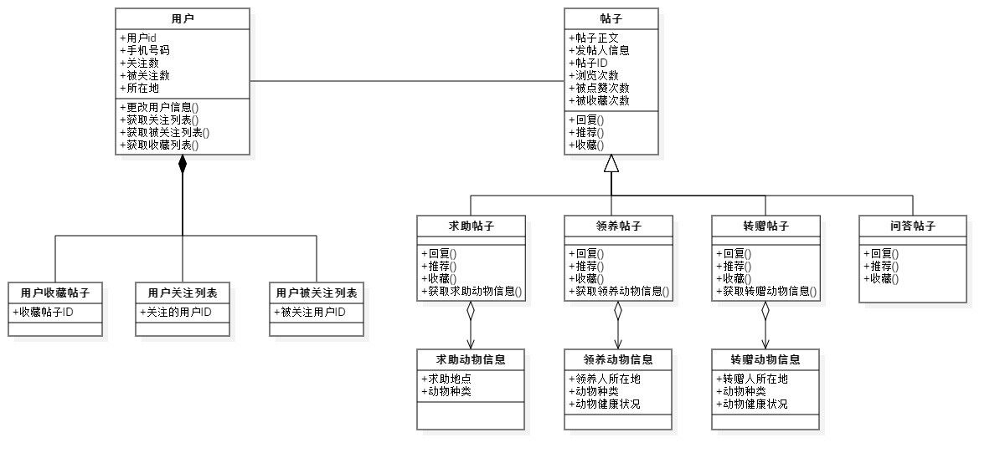 用户
+用户id
+手机号码
+关注数
+被关注数
+所在地
+更改用户信息()
+获取关注列表()
+获取被关注列表()
+获取收藏列表()
帖子
+帖子正文
+发帖人信息
+帖子ID
+浏览次数
+被点赞次数
+被收藏次数
+回复()
+推荐()
+收藏()
求助帖子
+回复()
+推荐()
+收藏()
+获取求助动物信息()
领养帖子
+回复()
+推荐()
+收藏()
+获取领养动物信息()
转赠帖子
+回复()
+推荐()
+收藏()
+获取转赠动物信息()
问答帖子
+回复()
+推荐()
+收藏()
用户收藏帖子
+收藏帖子ID
用户关注列表
+关注的用户ID
用户被关注列表
+被关注用户ID
求助动物信息
+求助地点
+动物种类
领养动物信息
+领养人所在地
+动物种类
+动物健康状况
转赠动物信息
+转赠人所在地
+动物种类
+动物健康状况